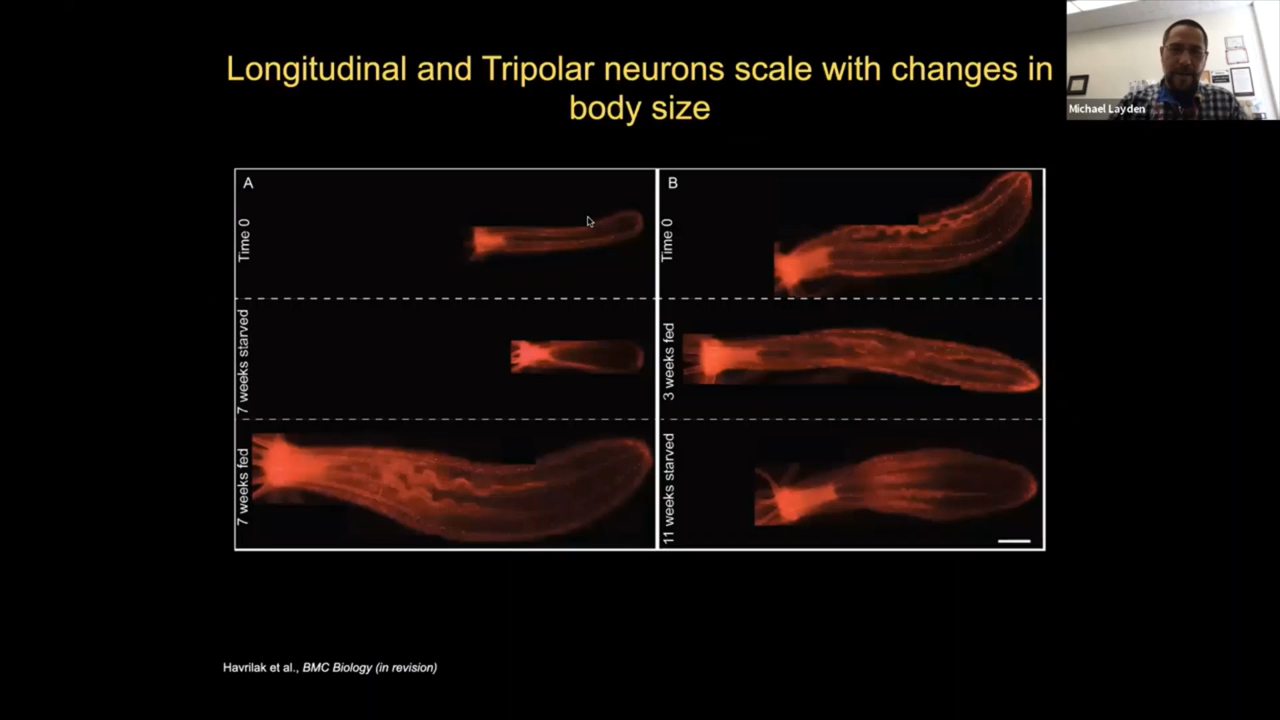 Longitudinal and Tripolar neurons scale with changes in
body size
Michael Layden
A
B
Time 0
Time 0
7 weeks starved
3 weeks fed
7 weeks fed
11 weeks starved
Havrilak et al., BMC Biology (in revision)